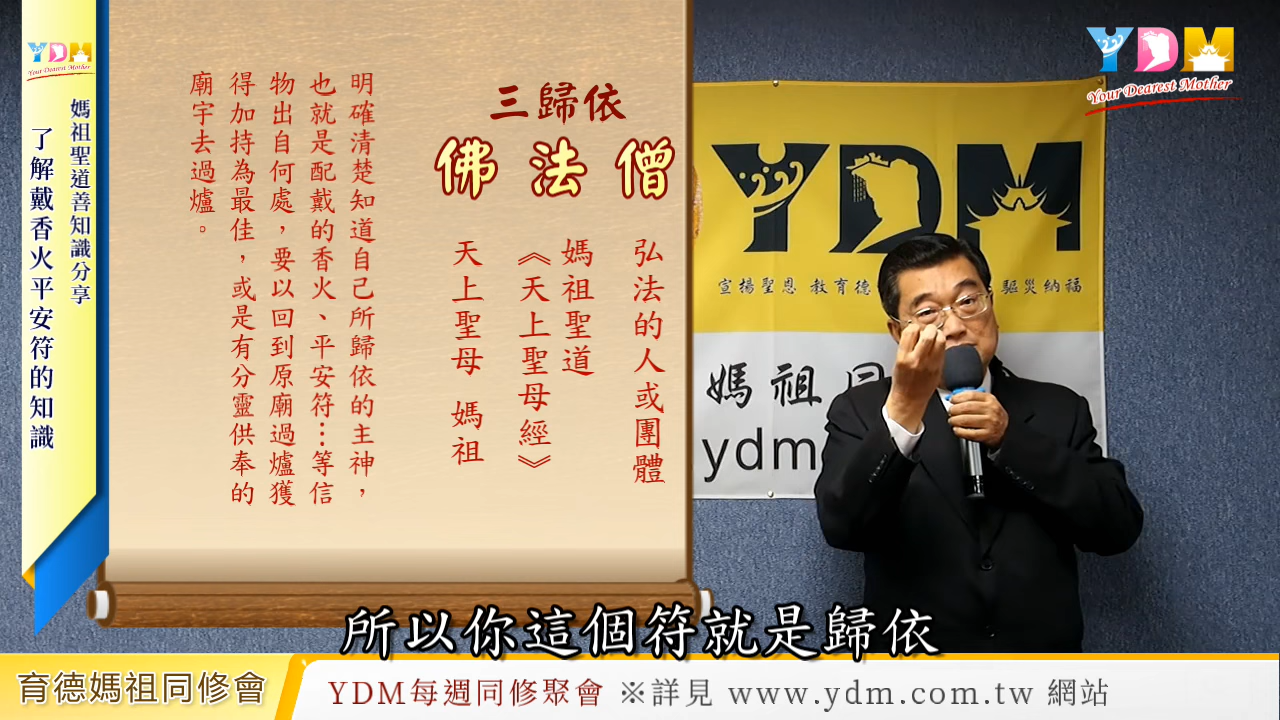 YDM
Your Dearest Mother
媽祖聖道善知識分享
了解戴香火平安符的知識
三歸依
佛 法 僧
弘法的人或團體
媽祖聖道
《天上聖母經》
天上聖母 媽祖
明確清楚知道自己所歸依的主神，
也就是配戴的香火、平安符…等信
物出自何處，要以回到原廟過爐獲
得加持為最佳，或是有分靈供奉的
廟宇去過爐。
YDM
Your Dearest Mother
YDM
宣揚聖恩 教育德
驅災納福
媽祖同
ydm
所以你這個符就是歸依
育德媽祖同修會
YDM每週同修聚會 ※詳見 www.ydm.com.tw 網站